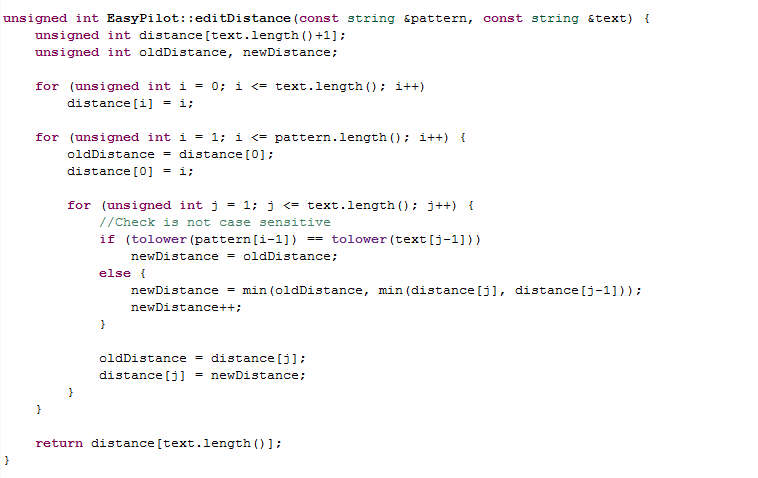 unsigned int EasyPilot::editDistance(const string &pattern, const string &text) {
    unsigned int distance[text.length()+1];
    unsigned int oldDistance, newDistance;

    for (unsigned int i = 0; i <= text.length(); i++)
        distance[i] = i;

    for (unsigned int i = 1; i <= pattern.length(); i++) {
        oldDistance = distance[0];
        distance[0] = i;

        for (unsigned int j = 1; j <= text.length(); j++) {
            //Check is not case sensitive
            if (tolower(pattern[i-1]) == tolower(text[j-1]))
                newDistance = oldDistance;
            else {
                newDistance = min(oldDistance, min(distance[j], distance[j-1]));
                newDistance++;
            }

            oldDistance = distance[j];
            distance[j] = newDistance;
        }
    }

    return distance[text.length()];
}